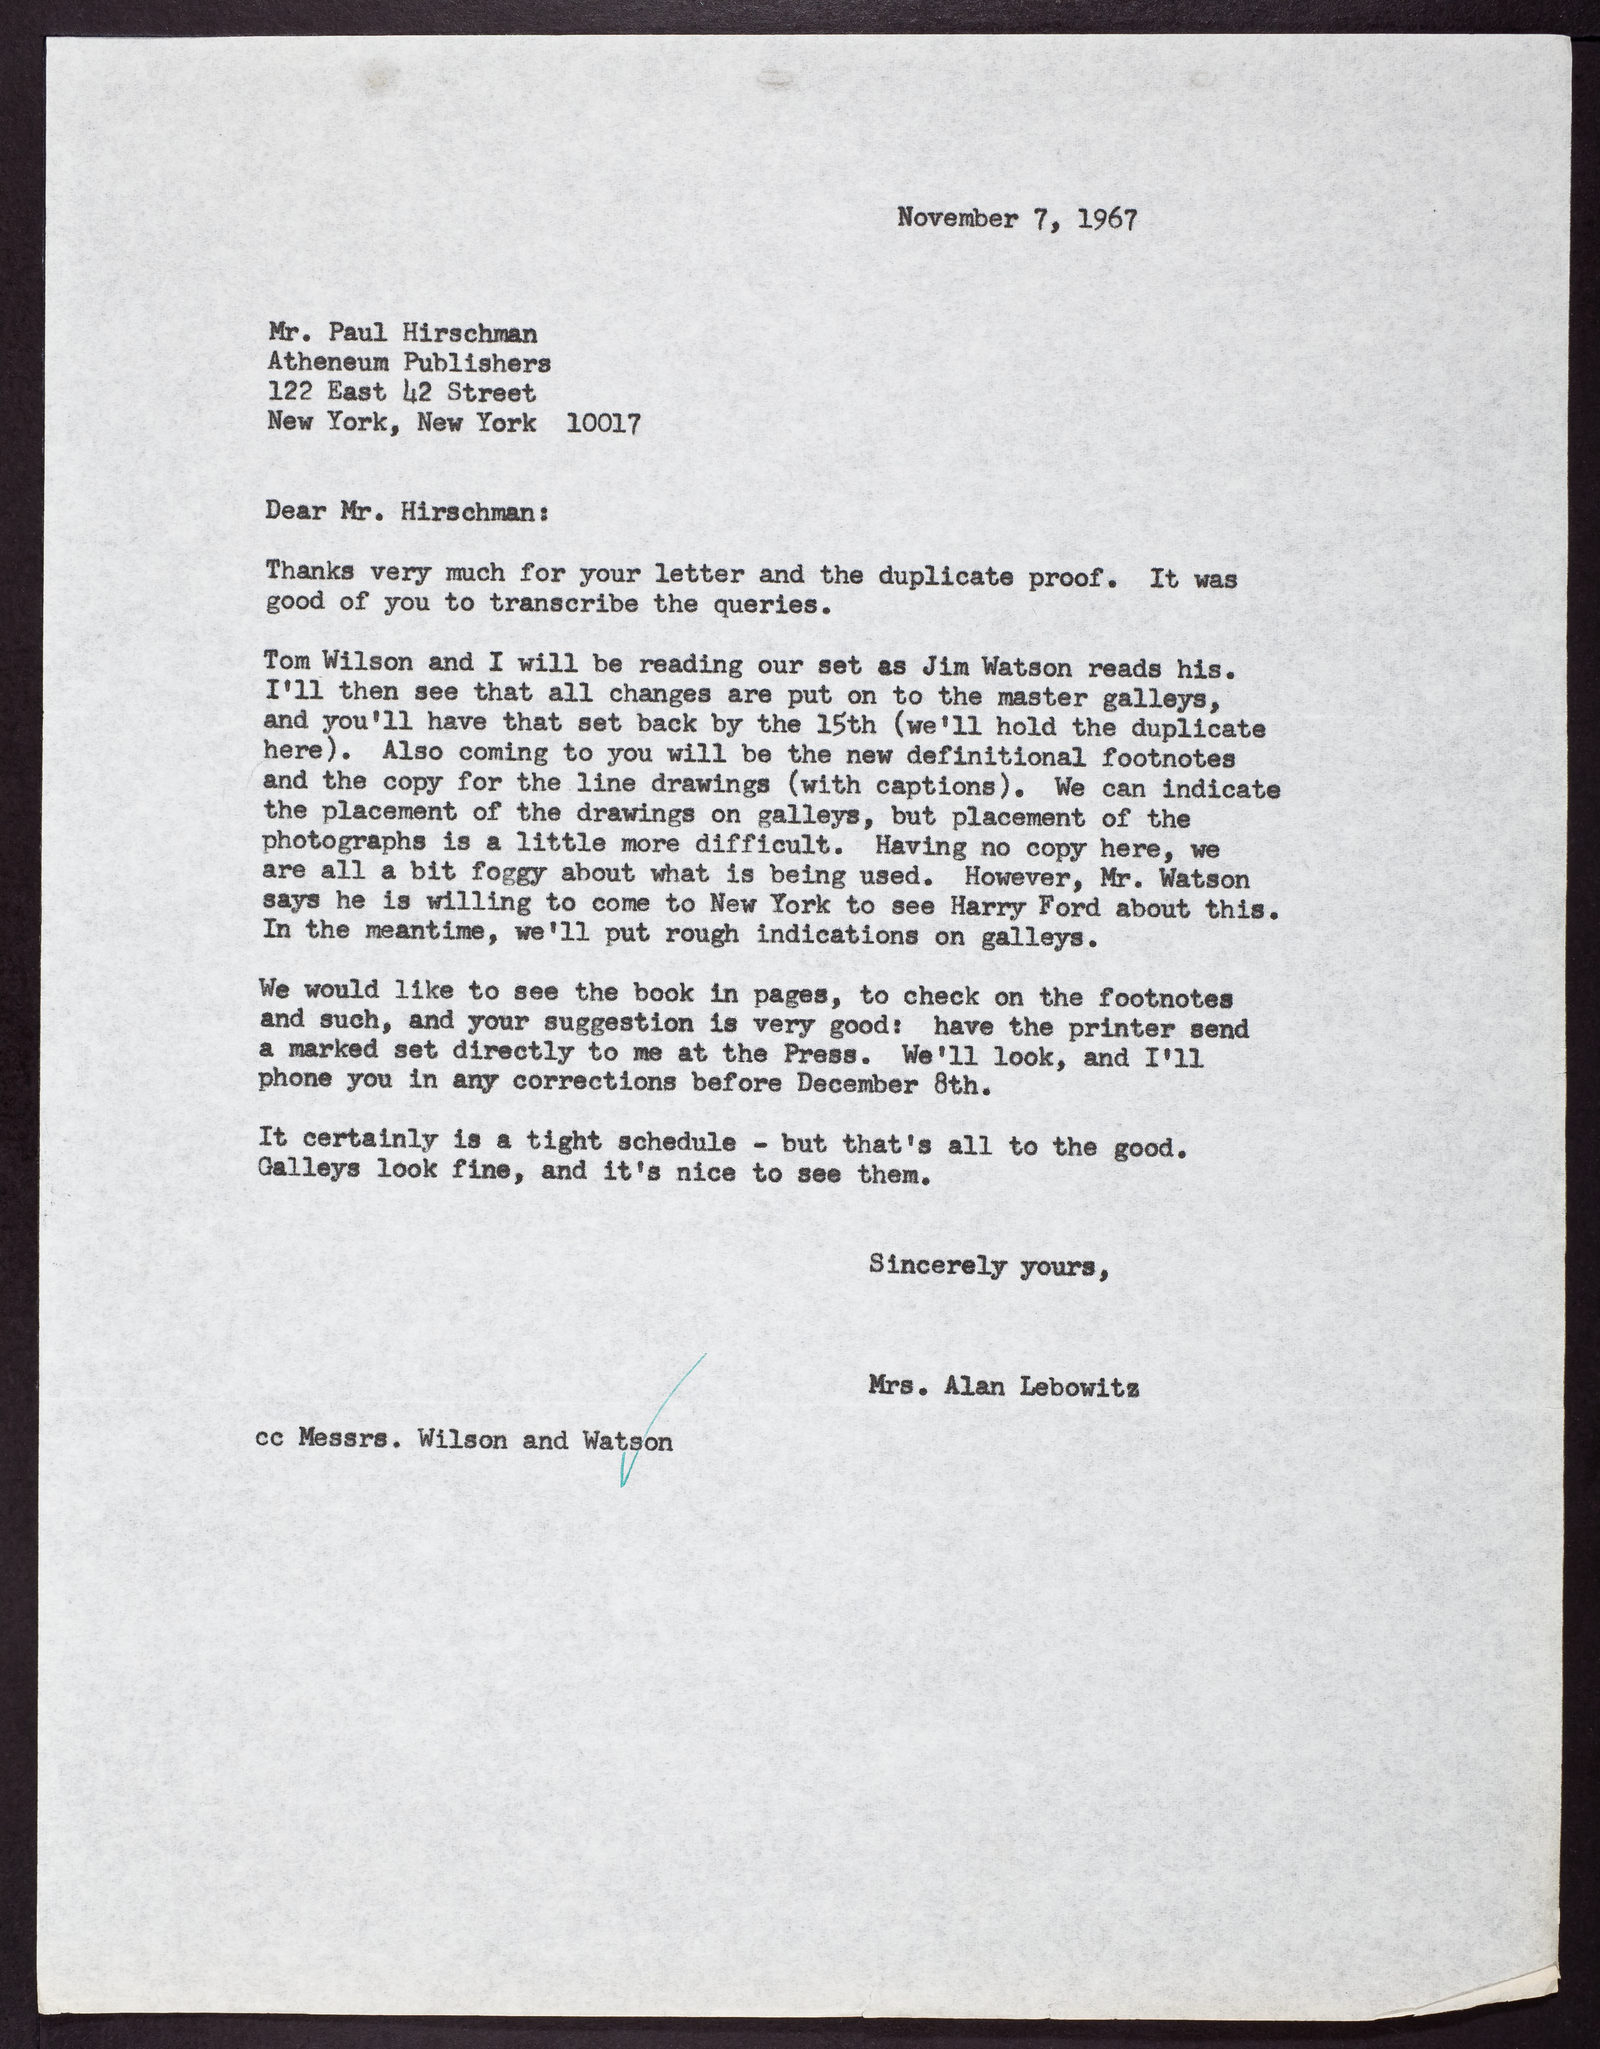 November 7, 1967
Mr. Paul Hirschman
Atheneum Publishers
122 East 42 Street
New York, New York  10017
Dear Mr. Hirschman:
Thanks very much for your letter and the duplicate proof.  It was
good of you to transcribe the queries.
Tom Wilson and I will be reading our set as Jim Watson reads his.
I'll then see that all changes are put on to the master galleys,
and you'll have that set back by the 15th (we'll hold the duplicate
here).  Also coming to you will be the new definitional footnotes
and the copy for the line drawings (with captions).  We can indicate
the placement of the drawings on galleys, but placement of the
photographs is a little more difficult.  Having no copy here, we
are all a bit foggy about what is being used.  However, Mr. Watson
says he is willing to come to New York to see Harry Ford about this.
In the meantime, we'll put rough indications on galleys.
We would like to see the book in pages, to check on the footnotes
and such, and your suggestion is very good:  have the printer send
a marked set directly to me at the Press.  We'll look, and I'll
phone you in any corrections before December 8th.
It certainly is a tight schedule - but that's all to the good.
Galleys look fine, and it's nice to see them.
Sincerely yours,
Mrs. Alan Lebowitz
cc Messrs. Wilson and Watson